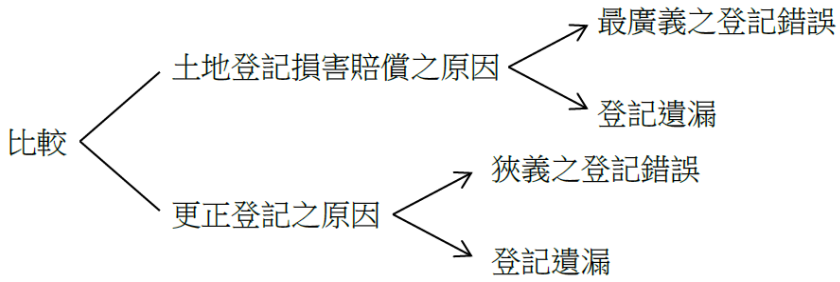 比較
土地登記損害賠償之原因
最廣義之登記錯誤
登記遺漏
更正登記之原因
狹義之登記錯誤
登記遺漏